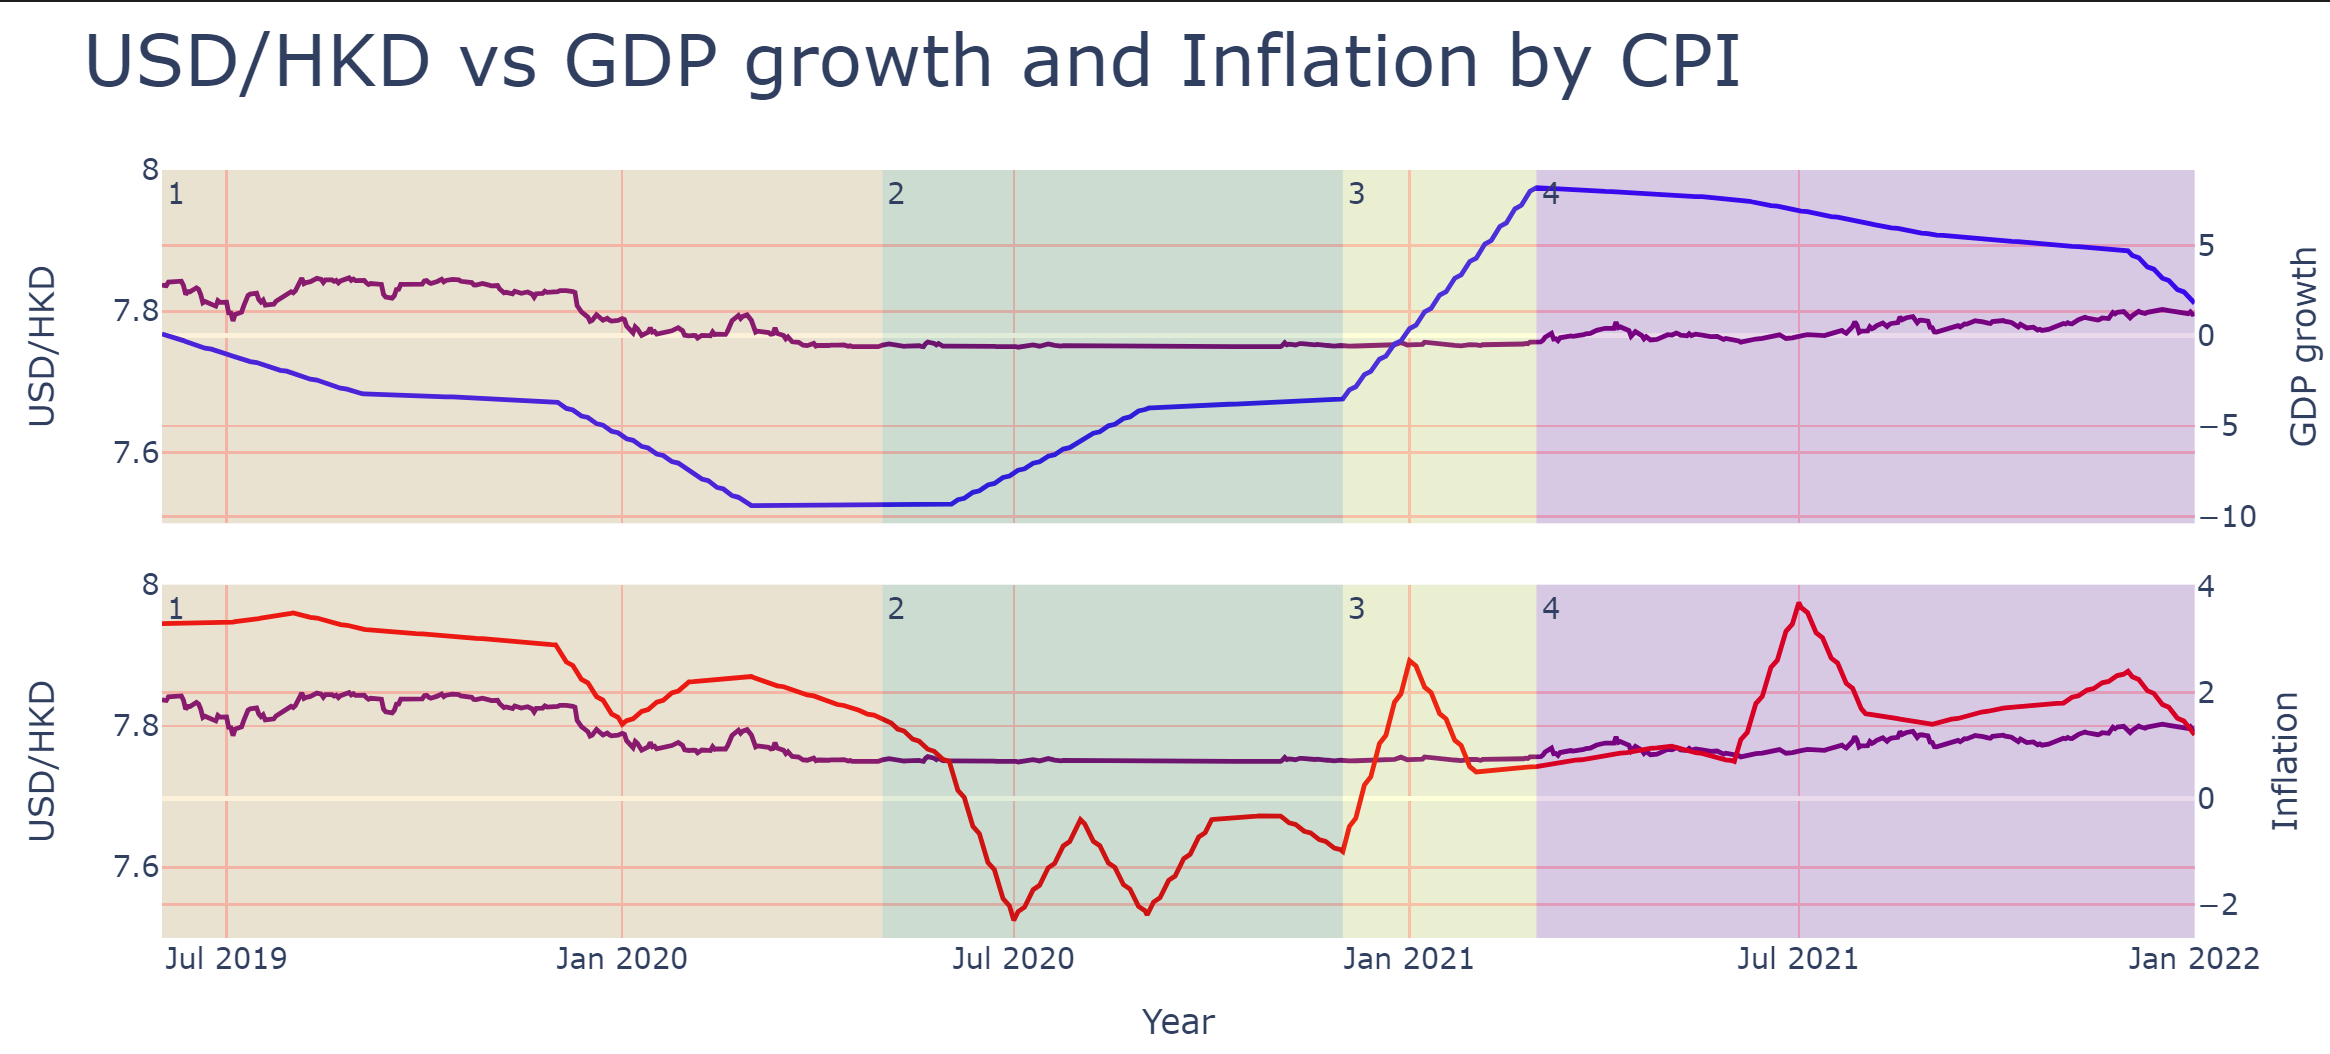 USD/HKD vs GDP growth and Inflation by CPI
8
7.8
7.6
USD/HKD
1
2
3
4
5
0
−5
−10
GDP growth
8
7.8
7.6
USD/HKD
1
2
3
4
4
2
0
−2
Inflation
Jul 2019
Jan 2020
Jul 2020
Jan 2021
Jul 2021
Jan 2022
Year